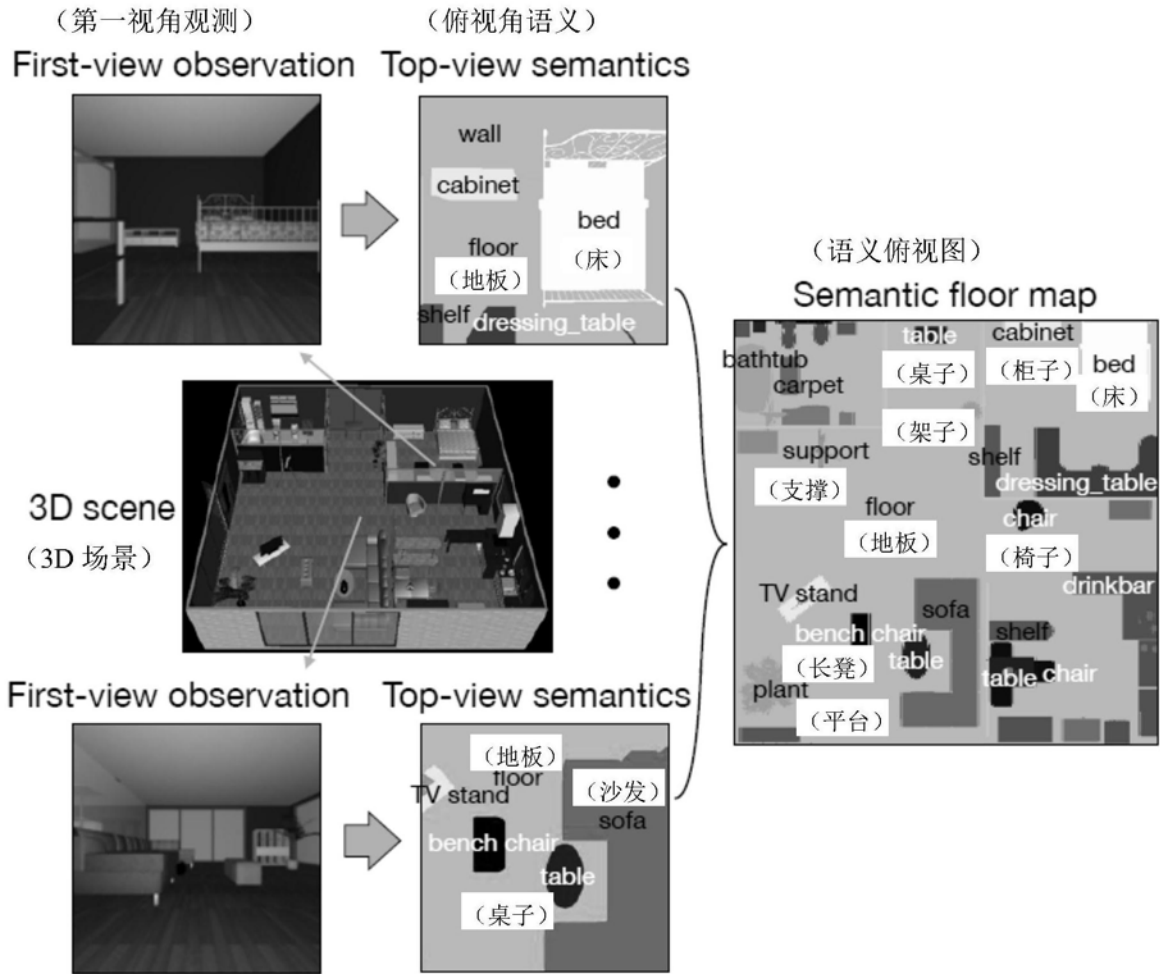 （第一视角观测）
First-view observation
（俯视角语义）
Top-view semantics
wall
cabinet
bed
（床）
floor
（地板）
shelf
dressing_table
3D scene
（3D 场景）
First-view observation
Top-view semantics
（地板）
floor
TV stand
（沙发）
sofa
bench chair
table
（桌子）
（语义俯视图）
Semantic floor map
table
cabinet
bathtub
（桌子）
（柜子）
bed
（床）
carpet
（架子）
support
shelf
（支撑）
dressing_table
floor
chair
（地板）
（椅子）
TV stand
drinkbar
sofa
bench chair
shelf
（长凳）
table
table
chair
plant
（平台）